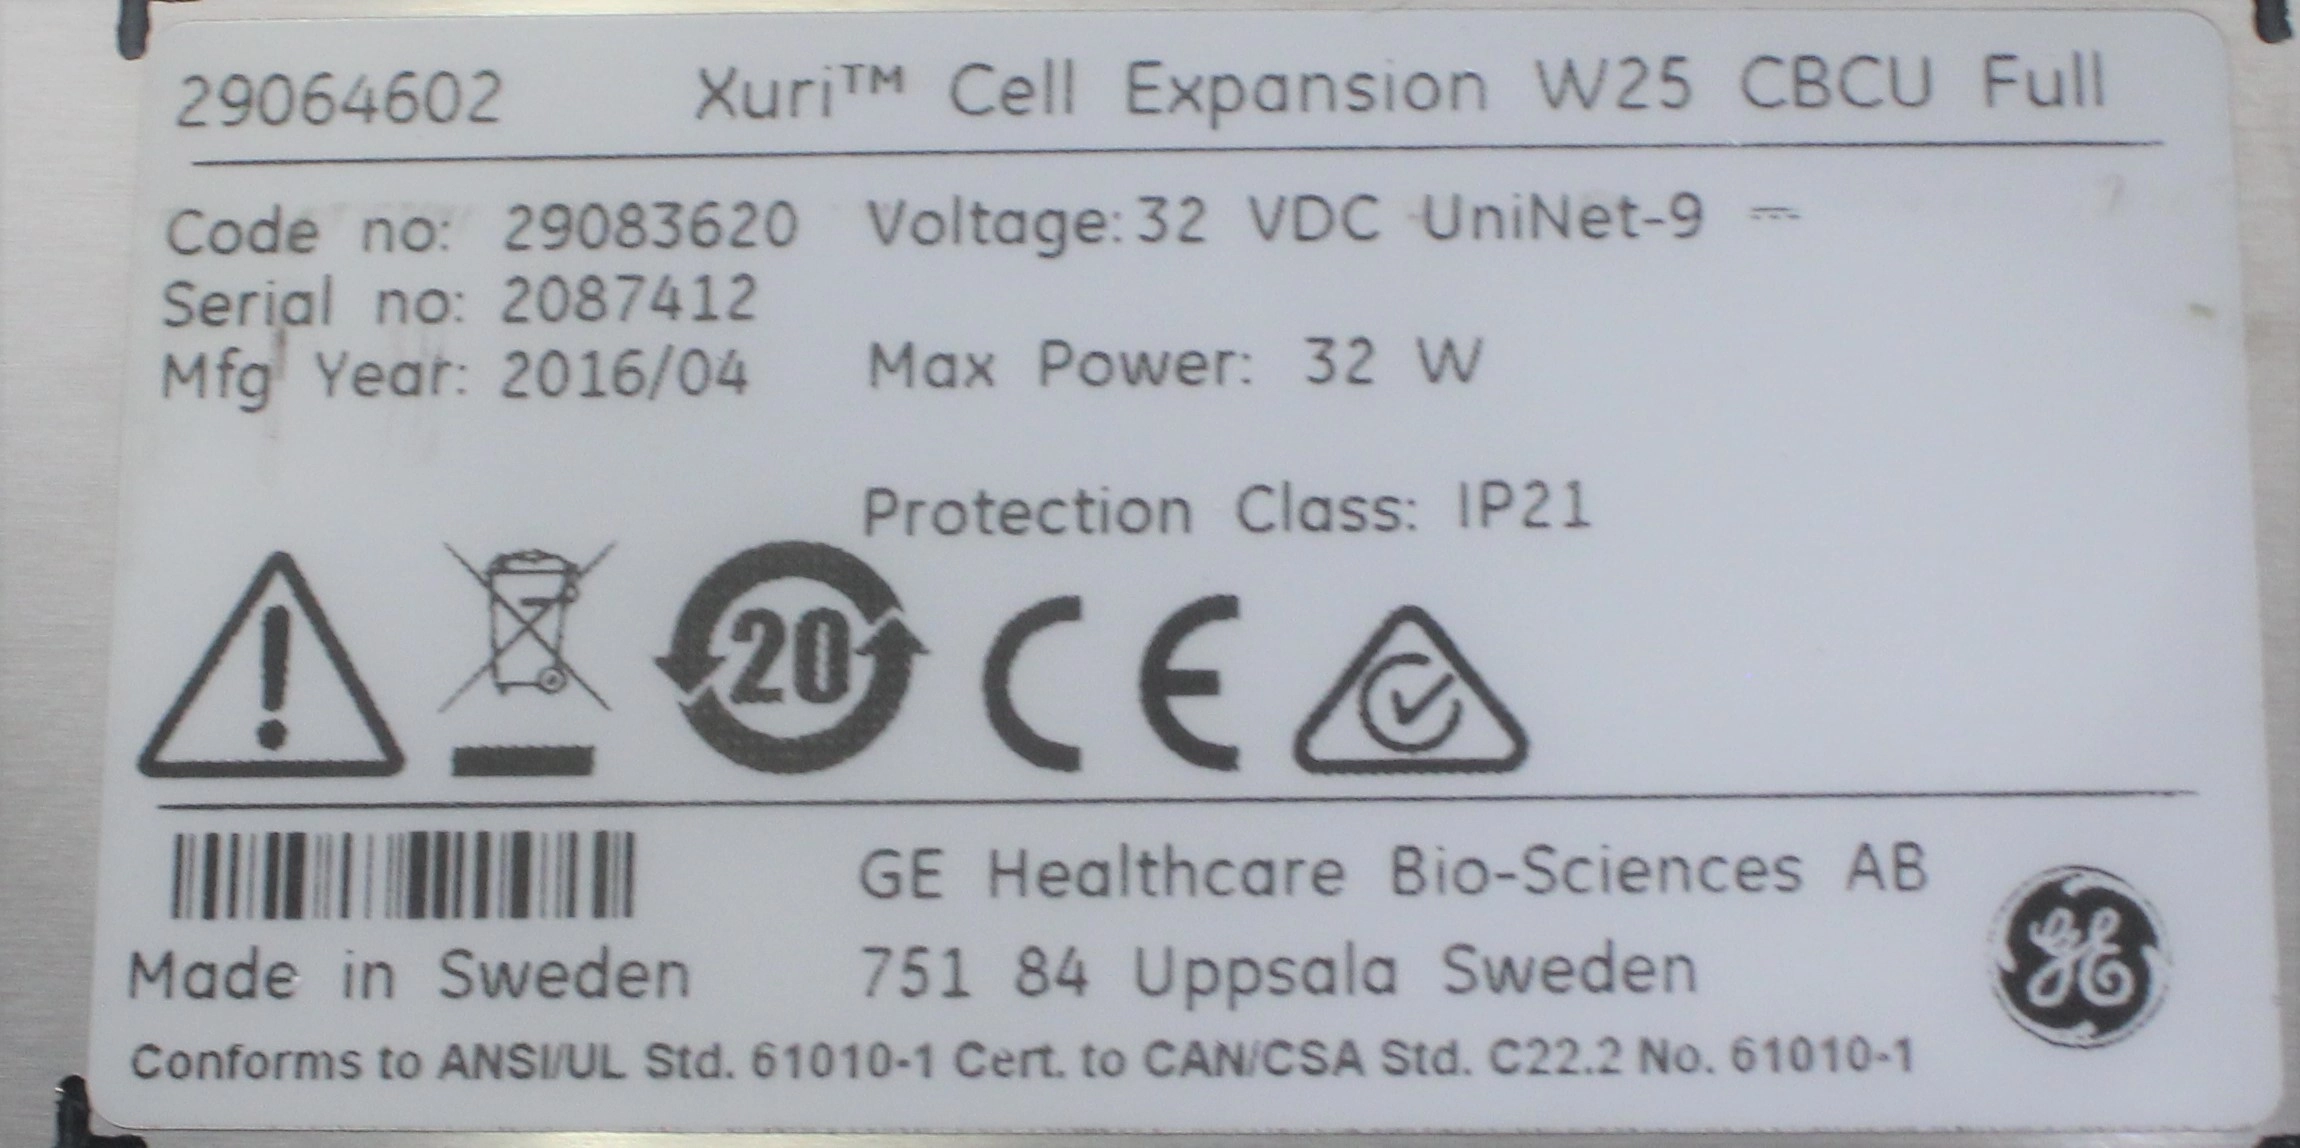 29064602 Xuri™ Cell Expansion W25 CBCU Full
Code no: 29083620 Voltage: 32 VDC UniNet-9 ⎓
Serial no: 2087412
Mfg Year: 2016/04 Max Power: 32 W
Protection Class: IP21
20
CE
GE Healthcare Bio-Sciences AB
Made in Sweden 751 84 Uppsala Sweden
GE
Conforms to ANSI/UL Std. 61010-1 Cert. to CAN/CSA Std. C22.2 No. 61010-1